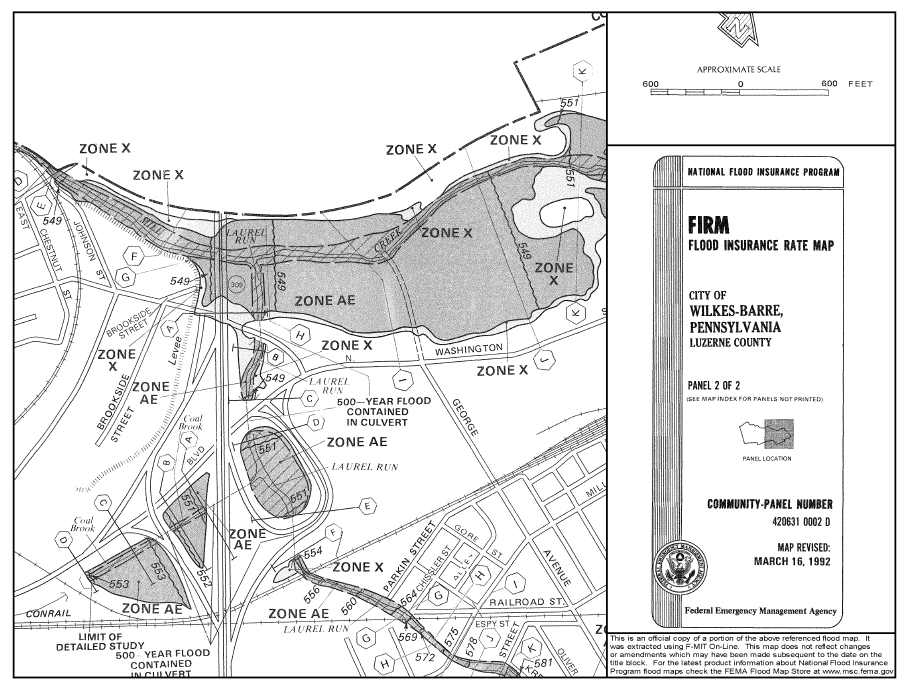 CO
K
551
APPROXIMATE SCALE
600 0 600 FEET
ZONE X
ZONE X
ZONE X
ZONE X
D
E
549
EAST
CHESTNUT
ST
JOHNSON
ST
F
G
MILL
LAUREL
RUN
CREEK
ZONE X
551
549
ZONE
X
549
309
549
ZONE AE
BROOKSIDE
STREET
A
Levee
H
K
ZONE
X
ZONE X
N.
WASHINGTON
J
B
549
ZONE X
I
LAUREL
RUN
C
ZONE
AE
BROOKSIDE
STREET
500—YEAR FLOOD
CONTAINED
IN CULVERT
GEORGE
Coal
Brook
D
A
BLVD
B
551
ZONE AE
LAUREL RUN
551
E
C
551
Coal
Brook
D
ZONE
AE
F
554
ZONE X
PARKIN STREET
GORE
ST
CHISSLER ST
ALLEY
H
I
AVENUE
MILL
552
553
553
ZONE AE
556
560
564
G
RAILROAD ST.
ZONE AE
LAUREL RUN
CONRAIL
LIMIT OF
DETAILED STUDY
500—YEAR FLOOD
CONTAINED
IN CULVERT
G
569
H
572
575
578
ESPY ST
J
STREET
K
581
OLIVER
NATIONAL FLOOD INSURANCE PROGRAM
FIRM
FLOOD INSURANCE RATE MAP
CITY OF
WILKES-BARRE,
PENNSYLVANIA
LUZERNE COUNTY
PANEL 2 OF 2
(SEE MAP INDEX FOR PANELS NOT PRINTED)
PANEL LOCATION
COMMUNITY-PANEL NUMBER
420631 0002 D
MAP REVISED:
MARCH 16, 1992
Federal Emergency Management Agency
This is an official copy of a portion of the above referenced flood map. It
was extracted using F-MIT On-Line. This map does not reflect changes
or amendments which may have been made subsequent to the date on the
title block. For the latest product information about National Flood Insurance
Program flood maps check the FEMA Flood Map Store at www.msc.fema.gov